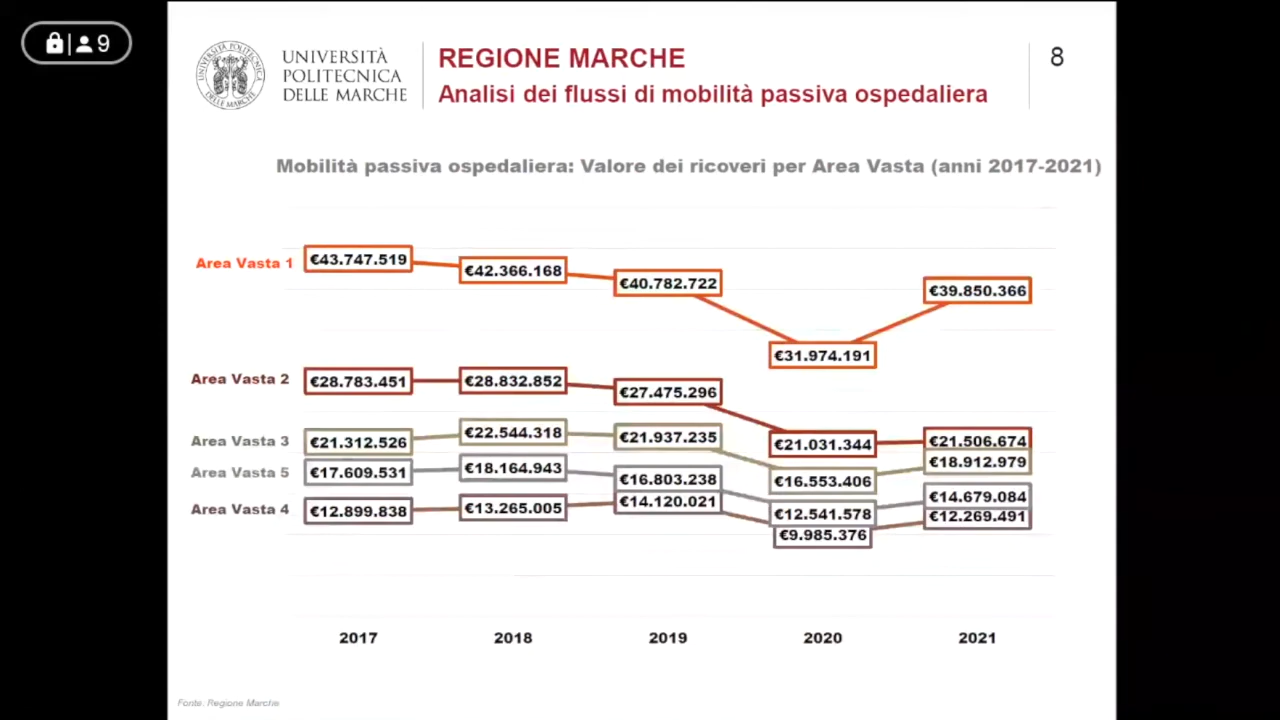 9
UNIVERSITÀ
POLITECNICA
DELLE MARCHE
REGIONE MARCHE
Analisi dei flussi di mobilità passiva ospedaliera
8
Mobilità passiva ospedaliera: Valore dei ricoveri per Area Vasta (anni 2017-2021)
Area Vasta 1 €43.747.519 €42.366.168 €40.782.722 €31.974.191 €39.850.366
Area Vasta 2 €28.783.451 €28.832.852 €27.475.296 €21.031.344 €21.506.674
Area Vasta 3 €21.312.526 €22.544.318 €21.937.235 €16.553.406 €18.912.979
Area Vasta 5 €17.609.531 €18.164.943 €16.803.238 €12.541.578 €14.679.084
Area Vasta 4 €12.899.838 €13.265.005 €14.120.021 €9.985.376 €12.269.491
2017 2018 2019 2020 2021
Fonte: Regione Marche